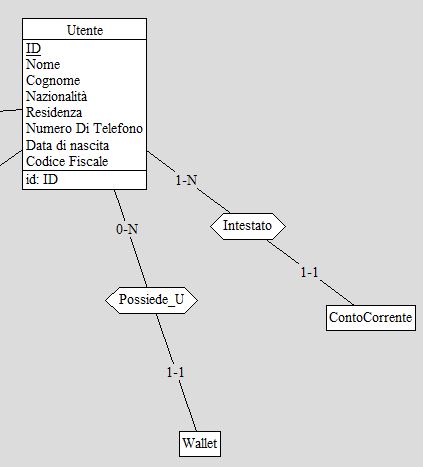 Utente
ID
Nome
Cognome
Nazionalità
Residenza
Numero Di Telefono
Data di nascita
Codice Fiscale
id: ID
1-N
Intestato
0-N
1-1
Possiede_U
ContoCorrente
1-1
Wallet